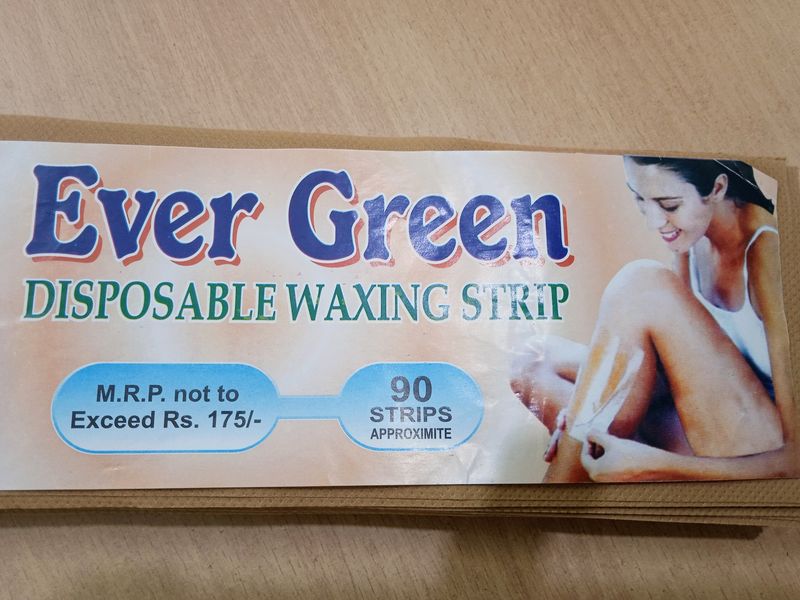 Ever Green
DISPOSABLE WAXING STRIP
M.R.P. not to
Exceed Rs. 175/-
90
STRIPS
APPROXIMITE